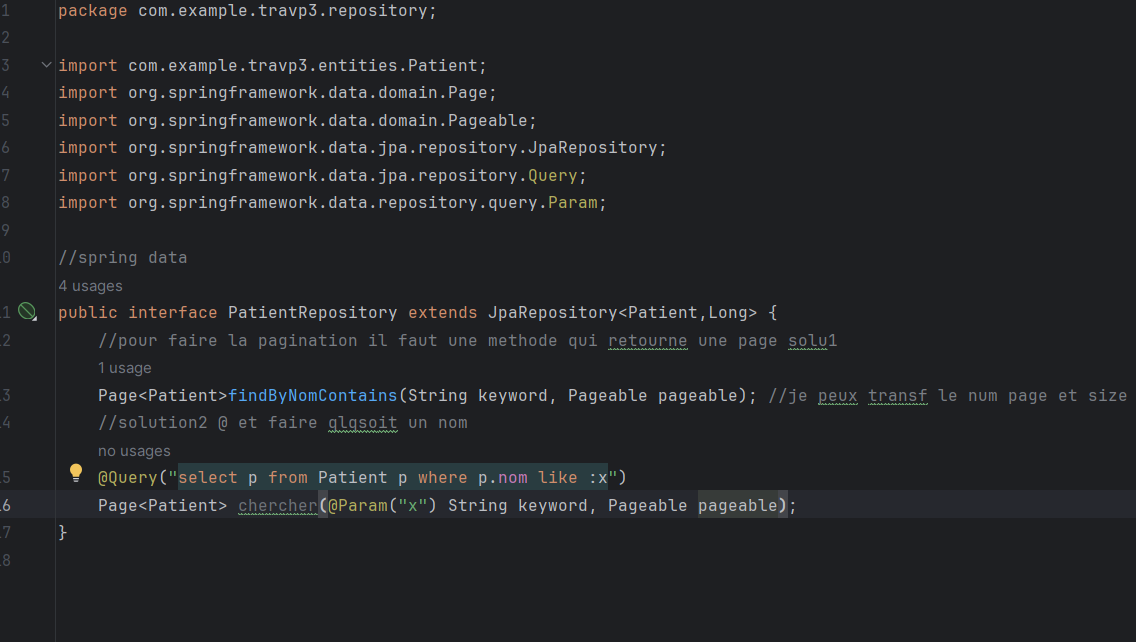 1 package com.example.travp3.repository;
2
3 import com.example.travp3.entities.Patient;
4 import org.springframework.data.domain.Page;
5 import org.springframework.data.domain.Pageable;
6 import org.springframework.data.jpa.repository.JpaRepository;
7 import org.springframework.data.jpa.repository.Query;
8 import org.springframework.data.repository.query.Param;
9
0 //spring data
4 usages
1 public interface PatientRepository extends JpaRepository<Patient,Long> {
2 //pour faire la pagination il faut une methode qui retourne une page solu1
1 usage
3 Page<Patient>findByNomContains(String keyword, Pageable pageable); //je peux transf le num page et size
4 //solution2 @ et faire qlqsoit un nom
no usages
5 @Query("select p from Patient p where p.nom like :x")
6 Page<Patient> chercher(@Param("x") String keyword, Pageable pageable);
7 }
8